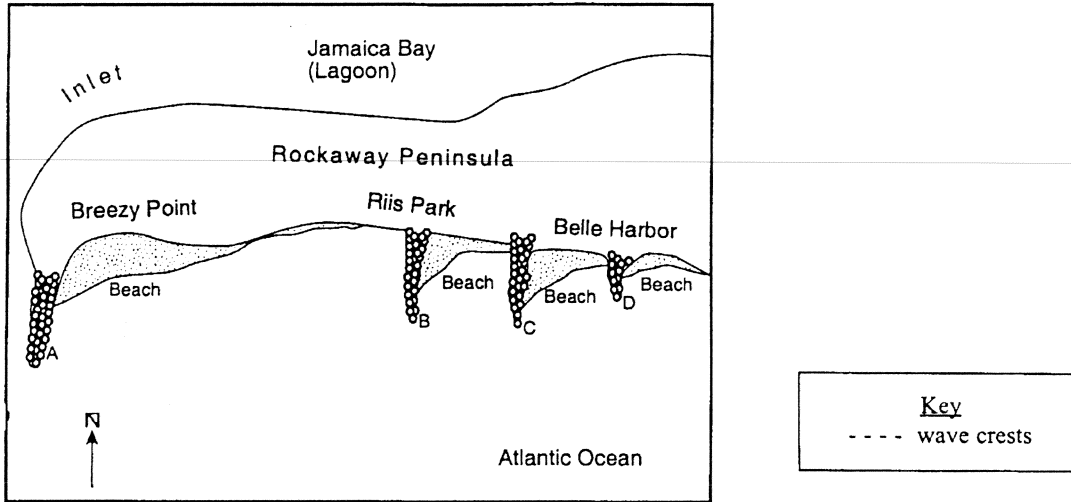 Jamaica Bay
(Lagoon)
Inlet
Rockaway Peninsula
Breezy Point
Riis Park
Belle Harbor
Beach
Beach
Beach
Beach
A
B
C
D
N
Atlantic Ocean
Key
---- wave crests